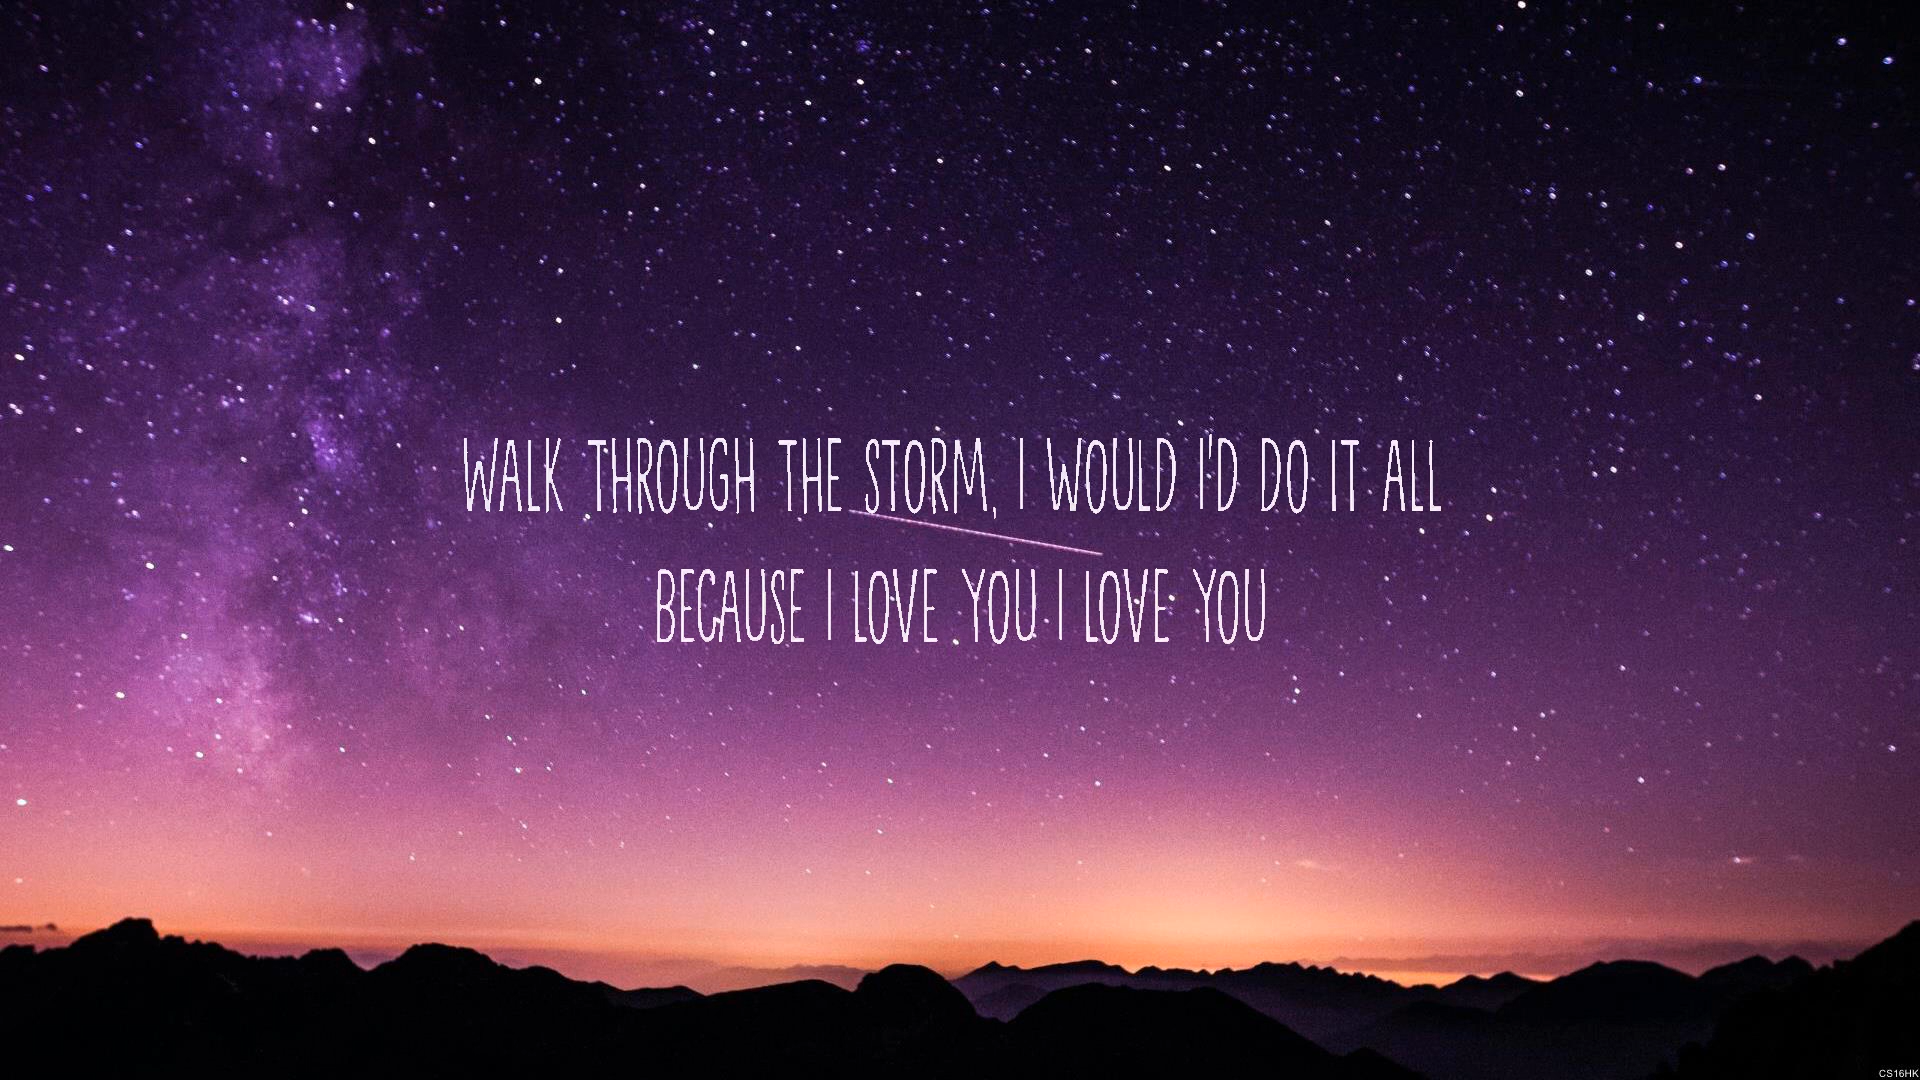 WALK THROUGH THE STORM, I WOULD I'D DO IT ALL
BECAUSE I LOVE YOU I LOVE YOU
CS16HK